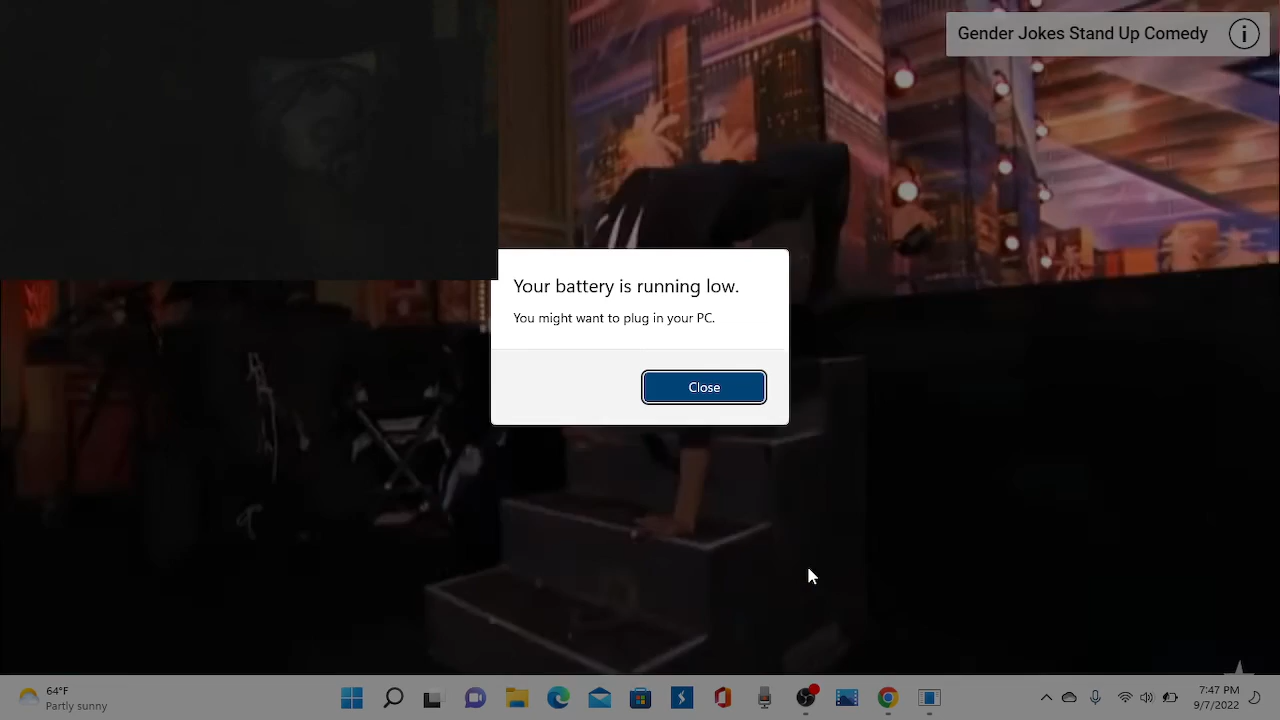 Gender Jokes Stand Up Comedy
Your battery is running low.
You might want to plug in your PC.
Close
64°F
Partly sunny
7:47 PM
9/7/2022